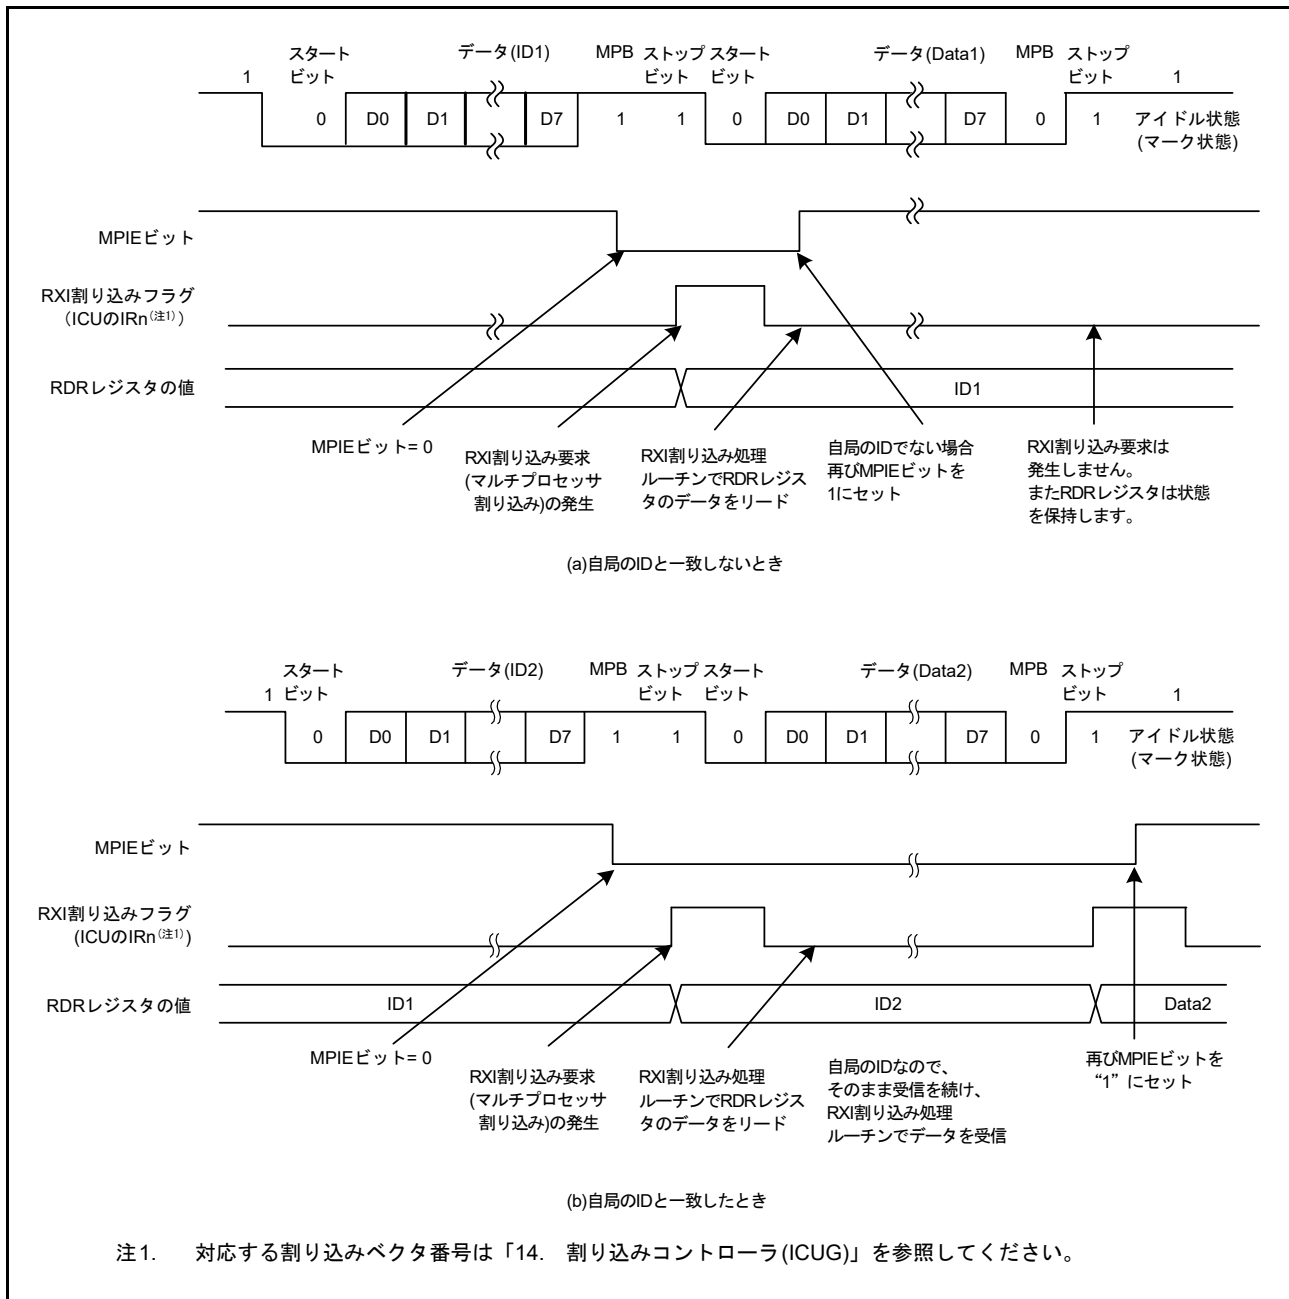 スタート データ(ID1) MPB ストップ スタート データ(Data1) MPB ストップ
1 ビット ビット ビット ビット 1
0 D0 D1 D7 1 1 0 D0 D1 D7 0 1 アイドル状態
(マーク状態)
MPIEビット
RXI割り込みフラグ
(ICUのIRn(注1))
RDRレジスタの値 ID1
MPIEビット= 0
RXI割り込み要求
(マルチプロセッサ
割り込み)の発生
RXI割り込み処理
ルーチンでRDRレジス
タのデータをリード
自局のIDでない場合
再びMPIEビットを
1にセット
RXI割り込み要求は
発生しません。
またRDRレジスタは状態
を保持します。
(a)自局のIDと一致しないとき
スタート データ(ID2) MPB ストップ スタート データ(Data2) MPB ストップ
1 ビット ビット ビット ビット 1
0 D0 D1 D7 1 1 0 D0 D1 D7 0 1 アイドル状態
(マーク状態)
MPIEビット
RXI割り込みフラグ
(ICUのIRn(注1))
RDRレジスタの値 ID1 ID2 Data2
MPIEビット= 0
RXI割り込み要求
(マルチプロセッサ
割り込み)の発生
RXI割り込み処理
ルーチンでRDRレジス
タのデータをリード
自局のIDなので、
そのまま受信を続け、
RXI割り込み処理
ルーチンでデータを受信
再びMPIEビットを
“1”にセット
(b)自局のIDと一致したとき
注1. 対応する割り込みベクタ番号は「14. 割り込みコントローラ(ICUG)」を参照してください。